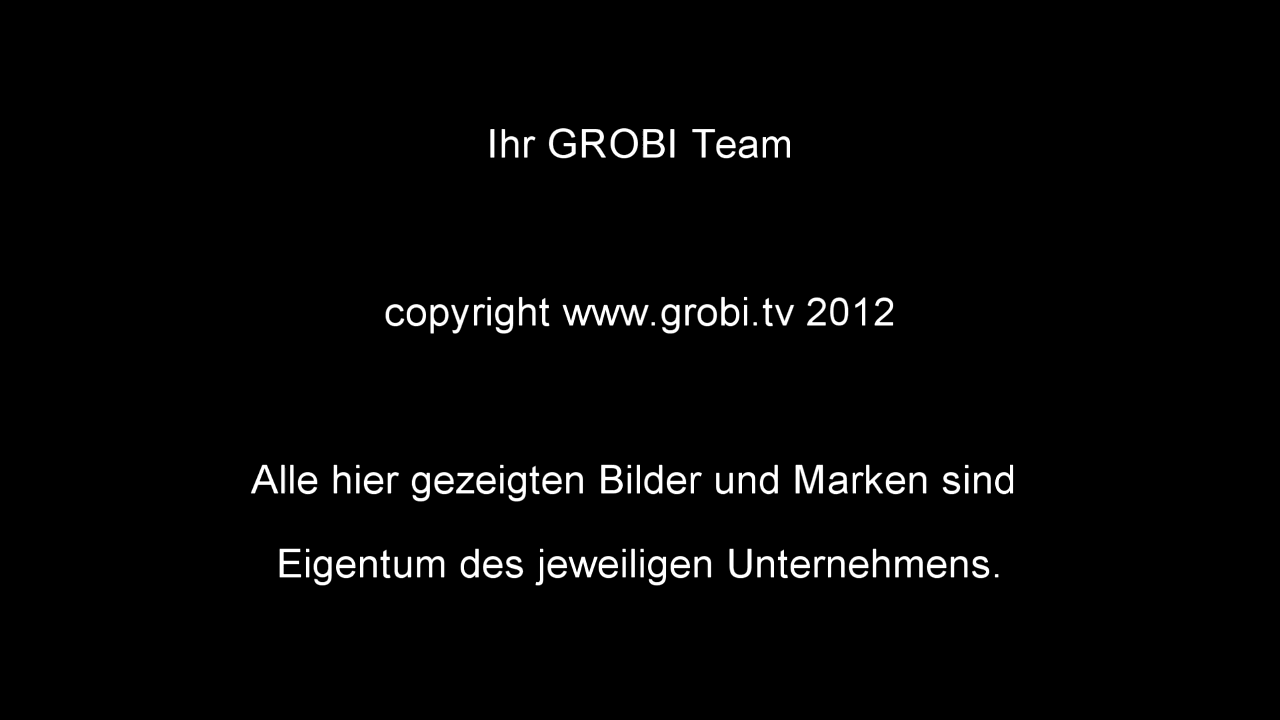 Ihr GROBI Team
copyright www.grobi.tv 2012
Alle hier gezeigten Bilder und Marken sind
Eigentum des jeweiligen Unternehmens.